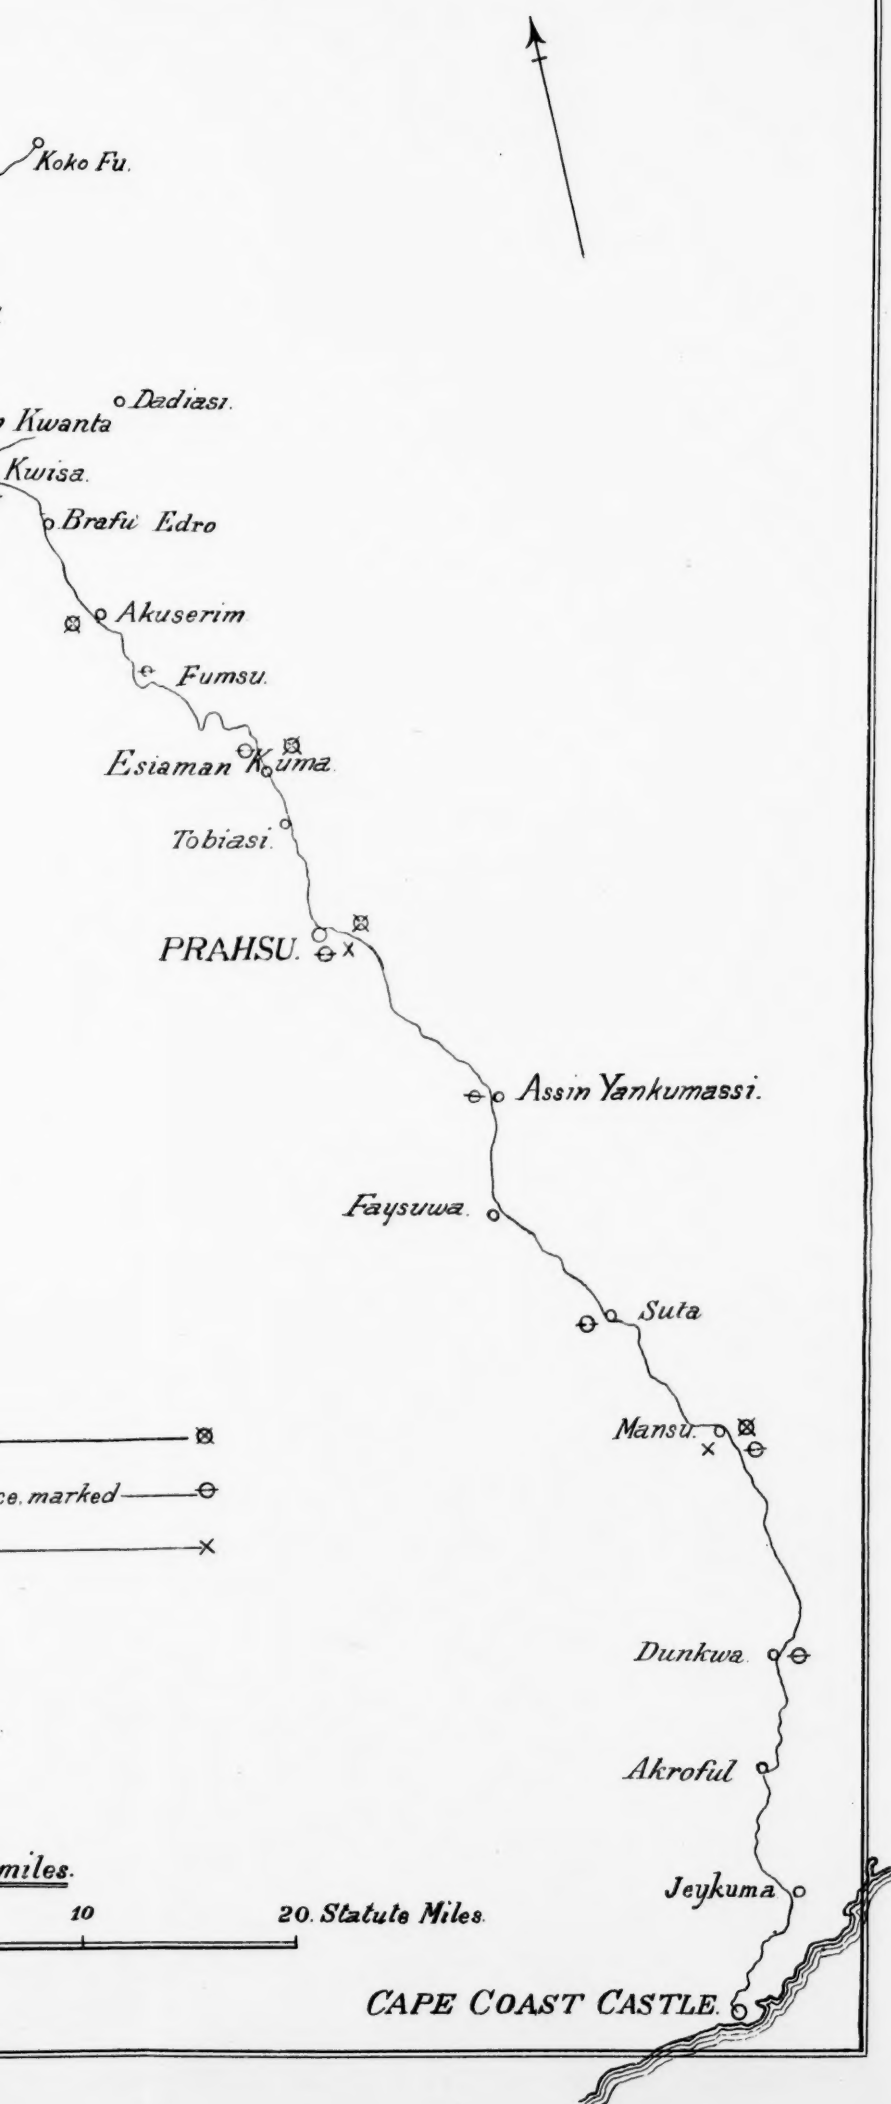 Koko Fu.
Dadiasi.
Kwanta
Kwisa.
Brafu Edro
Akuserim
Fumsu.
Esiaman Kuma.
Tobiasi.
PRAHSU.
Assin Yankumassi.
Faysuwa.
Suta
Mansu.
marked
Dunkwa.
Akroful
miles.
Jeykuma
10 20. Statute Miles.
CAPE COAST CASTLE.